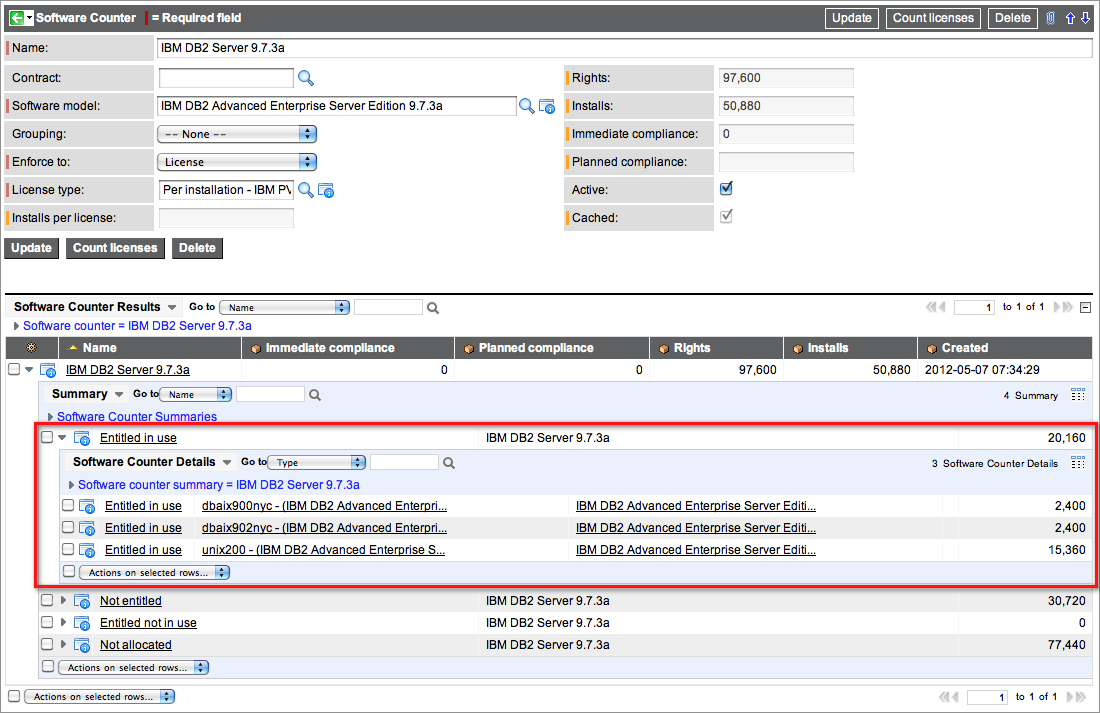 Software Counter = Required field Update Count licenses Delete
Name: IBM DB2 Server 9.7.3a
Contract: Rights: 97,600
Software model: IBM DB2 Advanced Enterprise Server Edition 9.7.3a Installs: 50,880
Grouping: -- None -- Immediate compliance: 0
Enforce to: License Planned compliance:
License type: Per installation - IBM PV Active:
Installs per license: Cached:
Update Count licenses Delete
Software Counter Results Go to Name 1 to 1 of 1
Software counter = IBM DB2 Server 9.7.3a
Name Immediate compliance Planned compliance Rights Installs Created
IBM DB2 Server 9.7.3a 0 0 97,600 50,880 2012-05-07 07:34:29
Summary Go to Name 4 Summary
Software Counter Summaries
Entitled in use IBM DB2 Server 9.7.3a 20,160
Software Counter Details Go to Type 3 Software Counter Details
Software counter summary = IBM DB2 Server 9.7.3a
Entitled in use dbaix900nyc - (IBM DB2 Advanced Enterpri... IBM DB2 Advanced Enterprise Server Editi... 2,400
Entitled in use dbaix902nyc - (IBM DB2 Advanced Enterpri... IBM DB2 Advanced Enterprise Server Editi... 2,400
Entitled in use unix200 - (IBM DB2 Advanced Enterprise S... IBM DB2 Advanced Enterprise Server Editi... 15,360
Actions on selected rows...
Not entitled IBM DB2 Server 9.7.3a 30,720
Entitled not in use IBM DB2 Server 9.7.3a 0
Not allocated IBM DB2 Server 9.7.3a 77,440
Actions on selected rows...
Actions on selected rows... 1 to 1 of 1